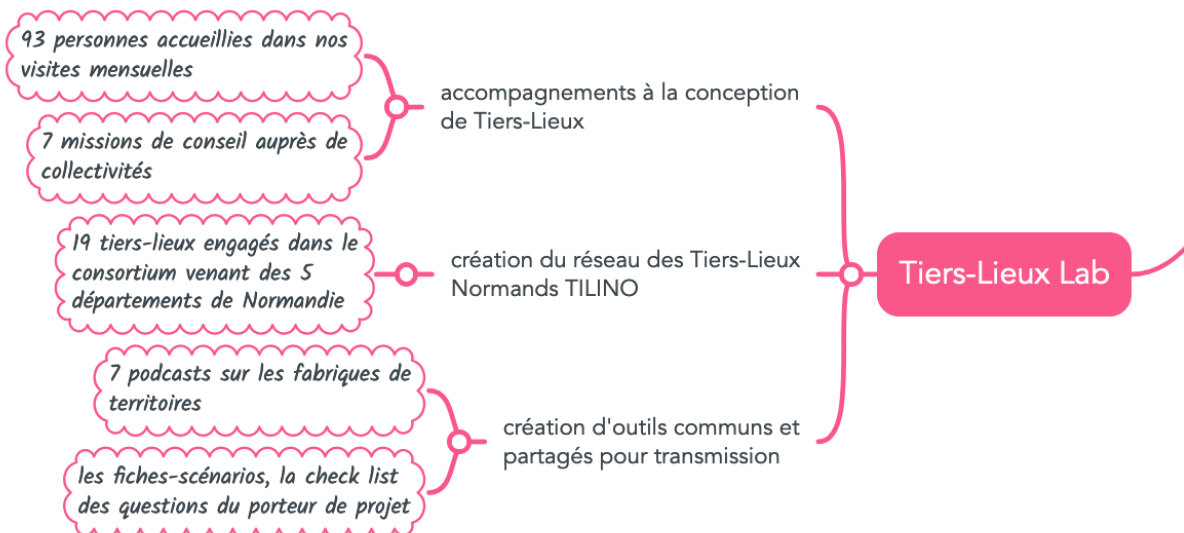 93 personnes accueillies dans nos
visites mensuelles
7 missions de conseil auprès de
collectivités
accompagnements à la conception
de Tiers-Lieux
19 tiers-lieux engagés dans le
consortium venant des 5
départements de Normandie
création du réseau des Tiers-Lieux
Normands TILINO
7 podcasts sur les fabriques de
territoires
les fiches-scénarios, la check list
des questions du porteur de projet
création d'outils communs et
partagés pour transmission
Tiers-Lieux Lab